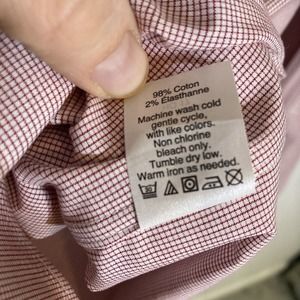 98% Coton
2% Elasthanne
Machine wash cold
gentle cycle,
with like colors.
Non chlorine
bleach only.
Tumble dry low.
Warm iron as needed.